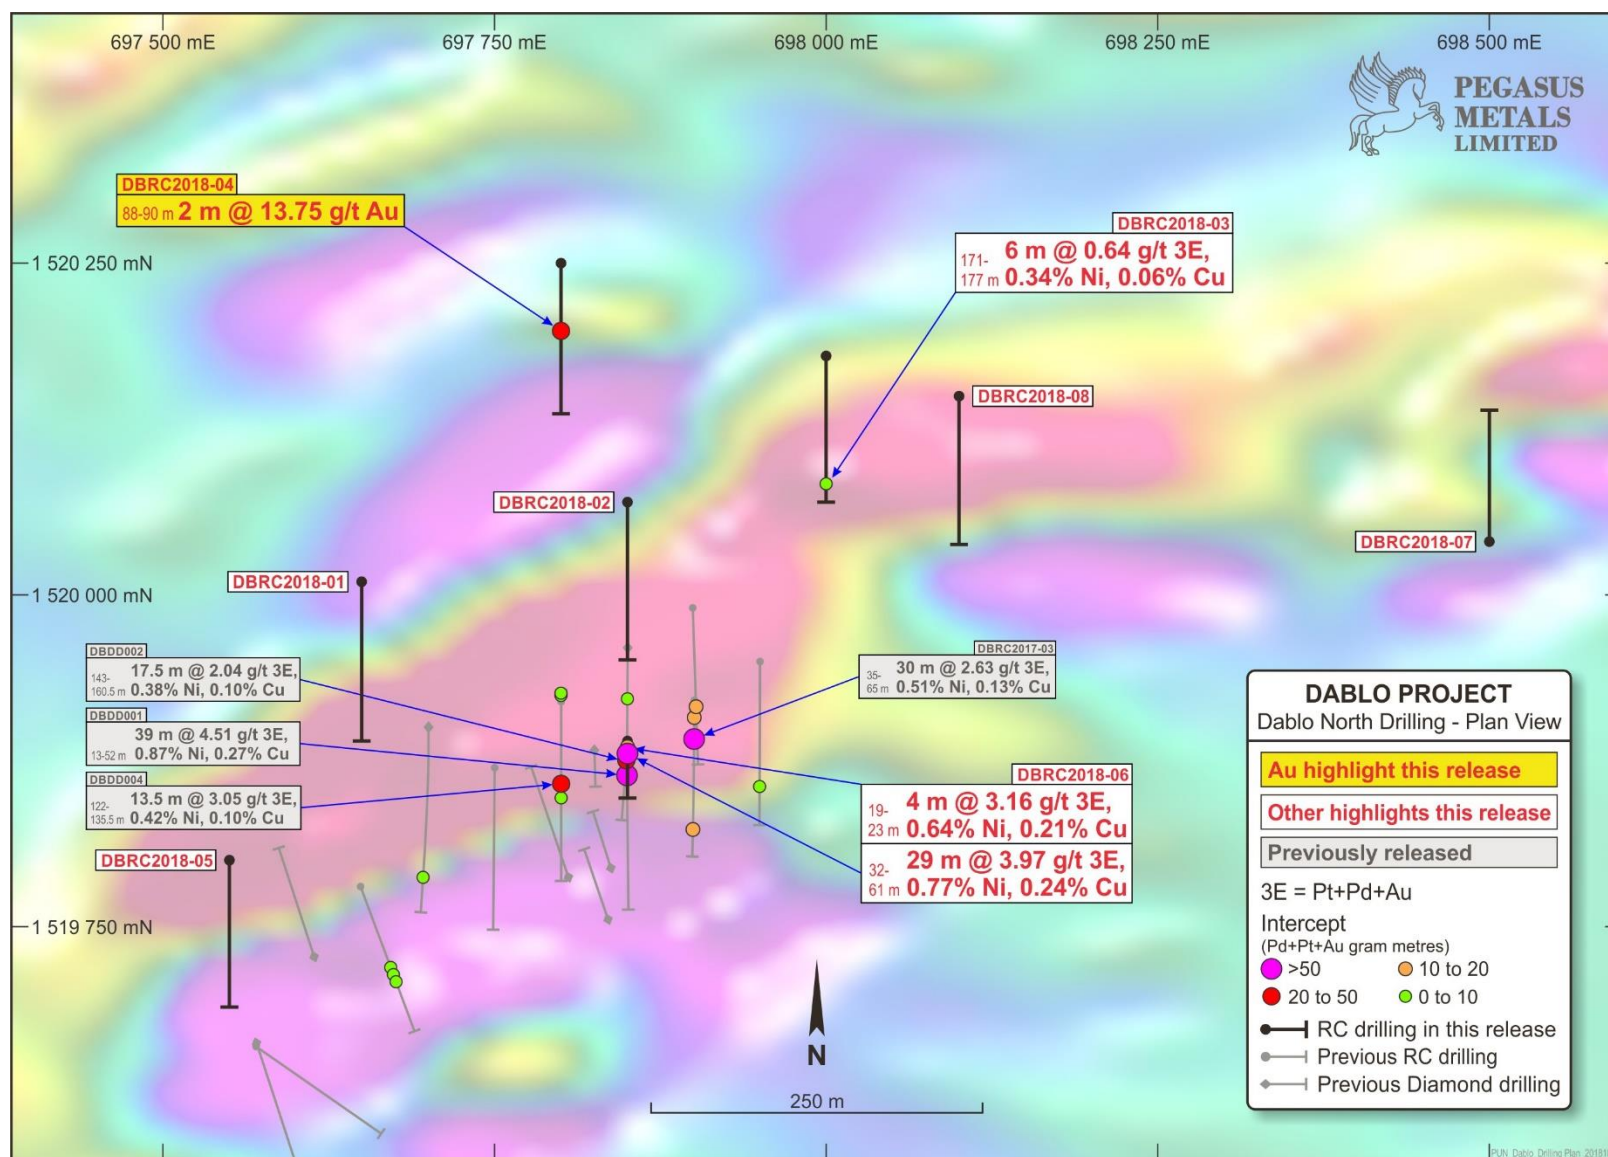 697 500 mE
697 750 mE
698 000 mE
698 250 mE
698 500 mE
PEGASUS
METALS
LIMITED
DBRC2018-04
88-90 m 2 m @ 13.75 g/t Au
DBRC2018-03
171- 6 m @ 0.64 g/t 3E,
177 m 0.34% Ni, 0.06% Cu
1 520 250 mN
DBRC2018-08
DBRC2018-02
DBRC2018-07
DBRC2018-01
1 520 000 mN
DBDD002
143- 17.5 m @ 2.04 g/t 3E,
160.5 m 0.38% Ni, 0.10% Cu
DBRC2017-03
35- 30 m @ 2.63 g/t 3E,
65 m 0.51% Ni, 0.13% Cu
DBDD001
39 m @ 4.51 g/t 3E,
13-52 m 0.87% Ni, 0.27% Cu
DBDD004
122- 13.5 m @ 3.05 g/t 3E,
135.5 m 0.42% Ni, 0.10% Cu
DBRC2018-06
19- 4 m @ 3.16 g/t 3E,
23 m 0.64% Ni, 0.21% Cu
32- 29 m @ 3.97 g/t 3E,
61 m 0.77% Ni, 0.24% Cu
DBRC2018-05
1 519 750 mN
N
250 m
DABLO PROJECT
Dablo North Drilling - Plan View
Au highlight this release
Other highlights this release
Previously released
3E = Pt+Pd+Au
Intercept
(Pd+Pt+Au gram metres)
>50
10 to 20
20 to 50
0 to 10
RC drilling in this release
Previous RC drilling
Previous Diamond drilling
PUN_Dablo_Drilling Plan_20181